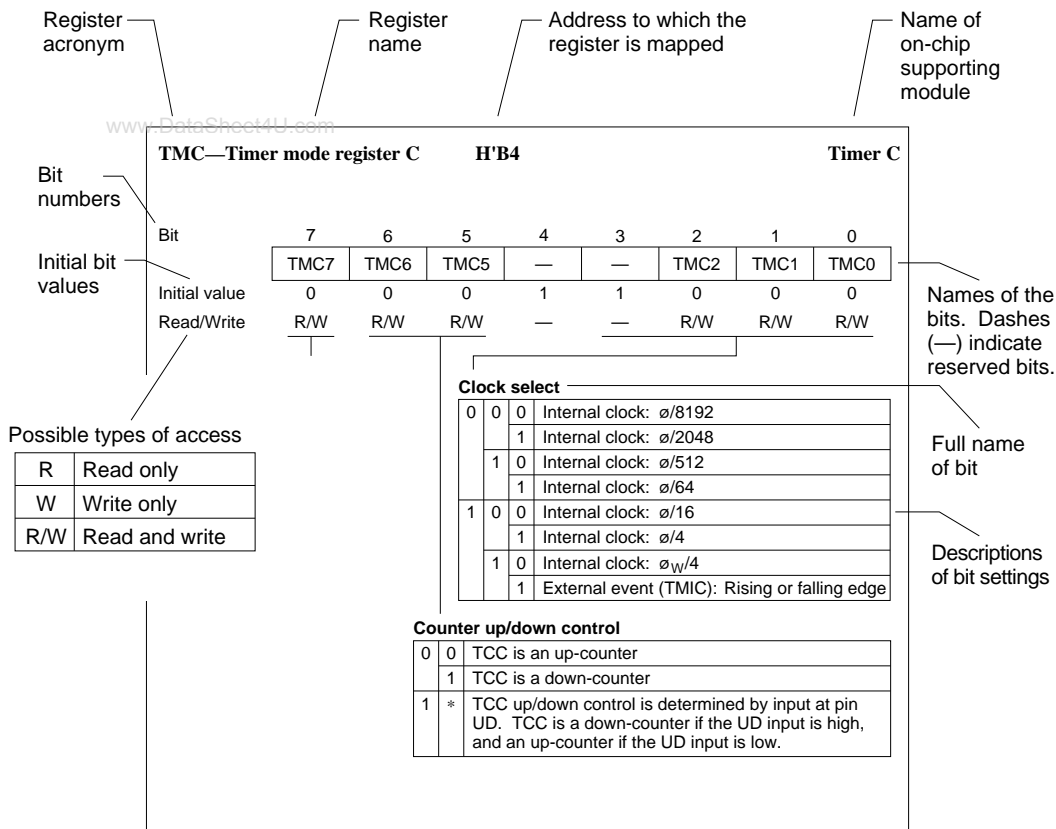 Register
acronym
Register
name
Address to which the
register is mapped
Name of
on-chip
supporting
module
www.DataSheet4U.com
TMC—Timer mode register C H'B4 Timer C
Bit
numbers
Bit 7 6 5 4 3 2 1 0
TMC7 TMC6 TMC5 — — TMC2 TMC1 TMC0
Initial bit
values
Initial value 0 0 0 1 1 0 0 0
Read/Write R/W R/W R/W — — R/W R/W R/W
Names of the
bits. Dashes
(—) indicate
reserved bits.
Clock select
0 0 0 Internal clock: ø/8192
1 Internal clock: ø/2048
1 0 Internal clock: ø/512
1 Internal clock: ø/64
1 0 0 Internal clock: ø/16
1 Internal clock: ø/4
1 0 Internal clock: øW/4
1 External event (TMIC): Rising or falling edge
Possible types of access
R Read only
W Write only
R/W Read and write
Full name
of bit
Descriptions
of bit settings
Counter up/down control
0 0 TCC is an up-counter
1 TCC is a down-counter
1 * TCC up/down control is determined by input at pin
UD. TCC is a down-counter if the UD input is high,
and an up-counter if the UD input is low.